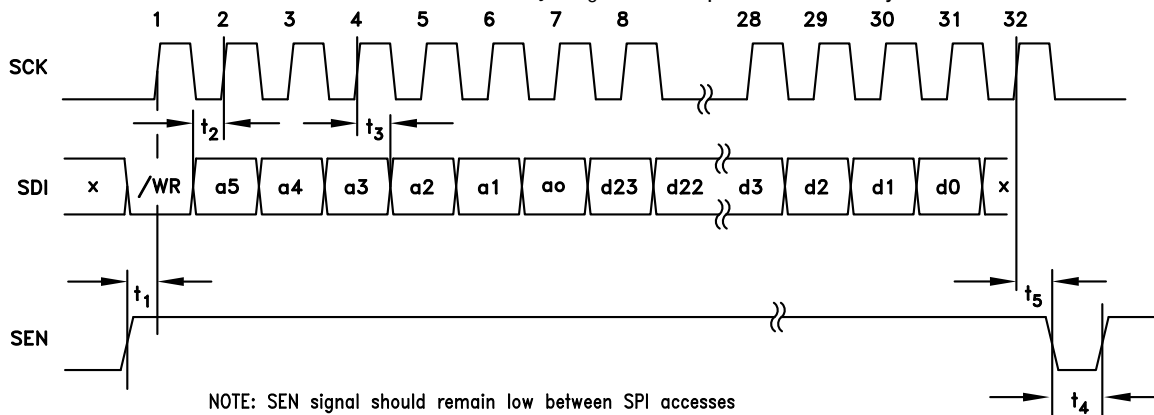 1 2 3 4 5 6 7 8 28 29 30 31 32
SCK
t2 t3
SDI x /WR a5 a4 a3 a2 a1 ao d23 d22 d3 d2 d1 d0 x
t1 t5
SEN
NOTE: SEN signal should remain low between SPI accesses
t4